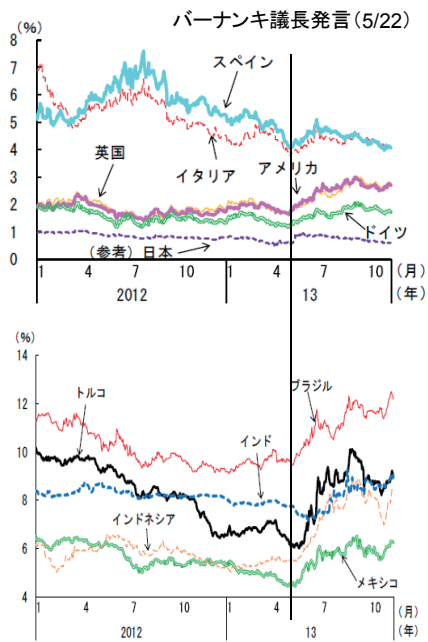 バーナンキ議長発言(5/22)
(%)
8
7
6
5
4
3
2
1
0
スペイン
英国
イタリア
アメリカ
ドイツ
(参考)日本
1 4 7 10 1 4 7 10 (月)
2012 13 (年)
(%)
14
12
10
8
6
4
トルコ
ブラジル
インド
インドネシア
メキシコ
1 4 7 10 1 4 7 10 (月)
2012 13 (年)